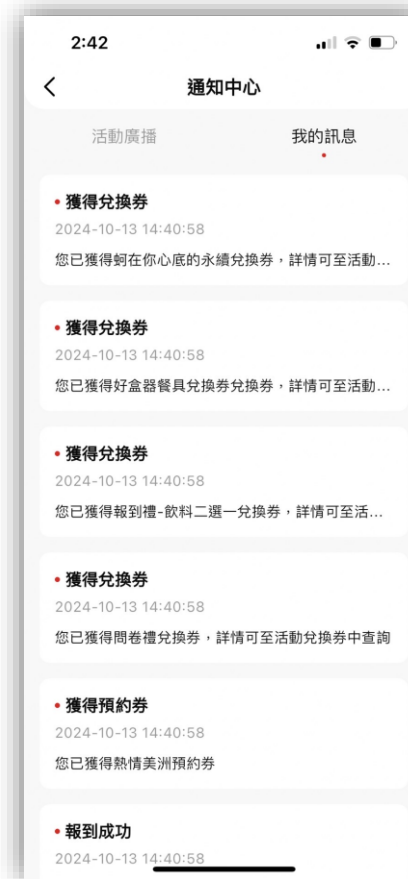 2:42
通知中心
活動廣播 我的訊息
獲得兌換券
2024-10-13 14:40:58
您已獲得蚵在你心底的永續兌換券，詳情可至活動...
獲得兌換券
2024-10-13 14:40:58
您已獲得好盒器餐具兌換券兌換券，詳情可至活動...
獲得兌換券
2024-10-13 14:40:58
您已獲得報到禮-飲料二選一兌換券，詳情可至活...
獲得兌換券
2024-10-13 14:40:58
您已獲得問卷禮兌換券，詳情可至活動兌換券中查詢
獲得預約券
2024-10-13 14:40:58
您已獲得熱情美洲預約券
報到成功
2024-10-13 14:40:58